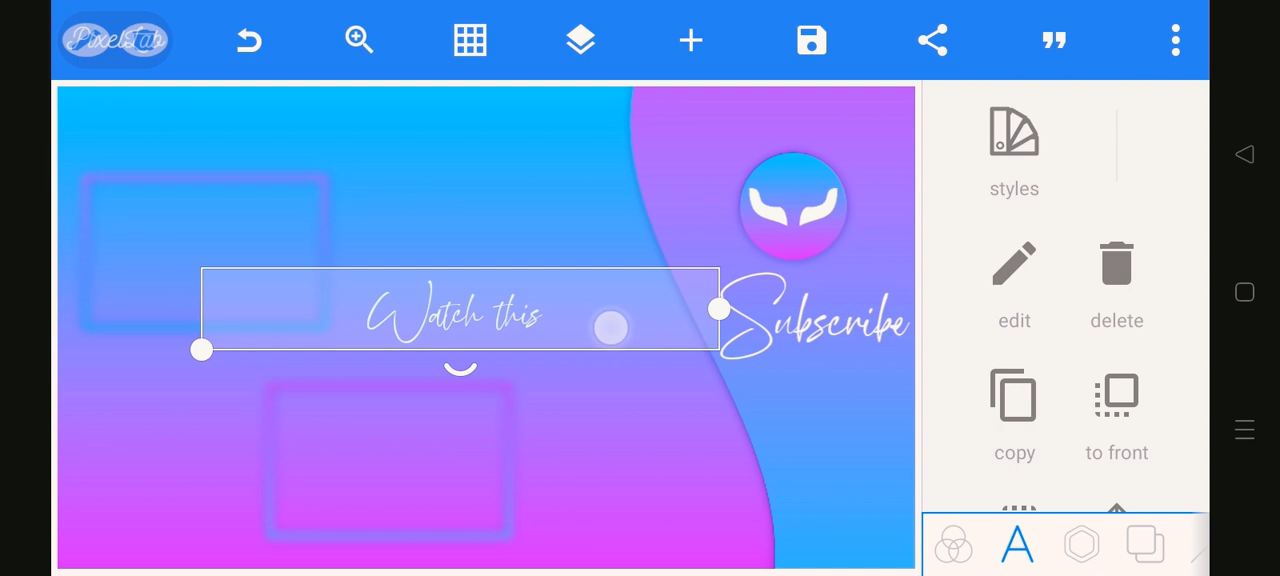 PixelLab
styles
Watch this
Subscribe
edit
delete
copy
to front